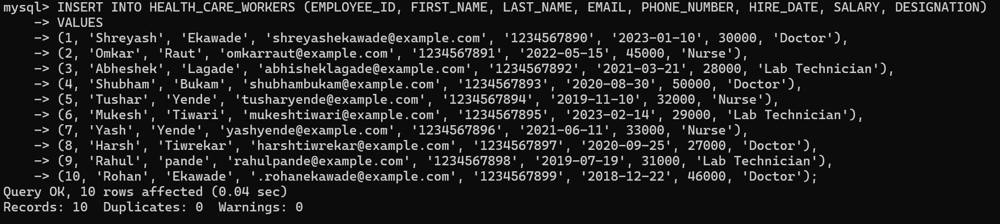 mysql> INSERT INTO HEALTH_CARE_WORKERS (EMPLOYEE_ID, FIRST_NAME, LAST_NAME, EMAIL, PHONE_NUMBER, HIRE_DATE, SALARY, DESIGNATION)
    -> VALUES
    -> (1, 'Shreyash', 'Ekawade', 'shreyashekawade@example.com', '1234567890', '2023-01-10', 30000, 'Doctor'),
    -> (2, 'Omkar', 'Raut', 'omkarraut@example.com', '1234567891', '2022-05-15', 45000, 'Nurse'),
    -> (3, 'Abheshek', 'Lagade', 'abhisheklagade@example.com', '1234567892', '2021-03-21', 28000, 'Lab Technician'),
    -> (4, 'Shubham', 'Bukam', 'shubhambukam@example.com', '1234567893', '2020-08-30', 50000, 'Doctor'),
    -> (5, 'Tushar', 'Yende', 'tusharyende@example.com', '1234567894', '2019-11-10', 32000, 'Nurse'),
    -> (6, 'Mukesh', 'Tiwari', 'mukeshtiwari@example.com', '1234567895', '2023-02-14', 29000, 'Lab Technician'),
    -> (7, 'Yash', 'Yende', 'yashyende@example.com', '1234567896', '2021-06-11', 33000, 'Nurse'),
    -> (8, 'Harsh', 'Tiwrekar', 'harshtiwrekar@example.com', '1234567897', '2020-09-25', 27000, 'Doctor'),
    -> (9, 'Rahul', 'pande', 'rahulpande@example.com', '1234567898', '2019-07-19', 31000, 'Lab Technician'),
    -> (10, 'Rohan', 'Ekawade', '.rohanekawade@example.com', '1234567899', '2018-12-22', 46000, 'Doctor');
Query OK, 10 rows affected (0.04 sec)
Records: 10  Duplicates: 0  Warnings: 0